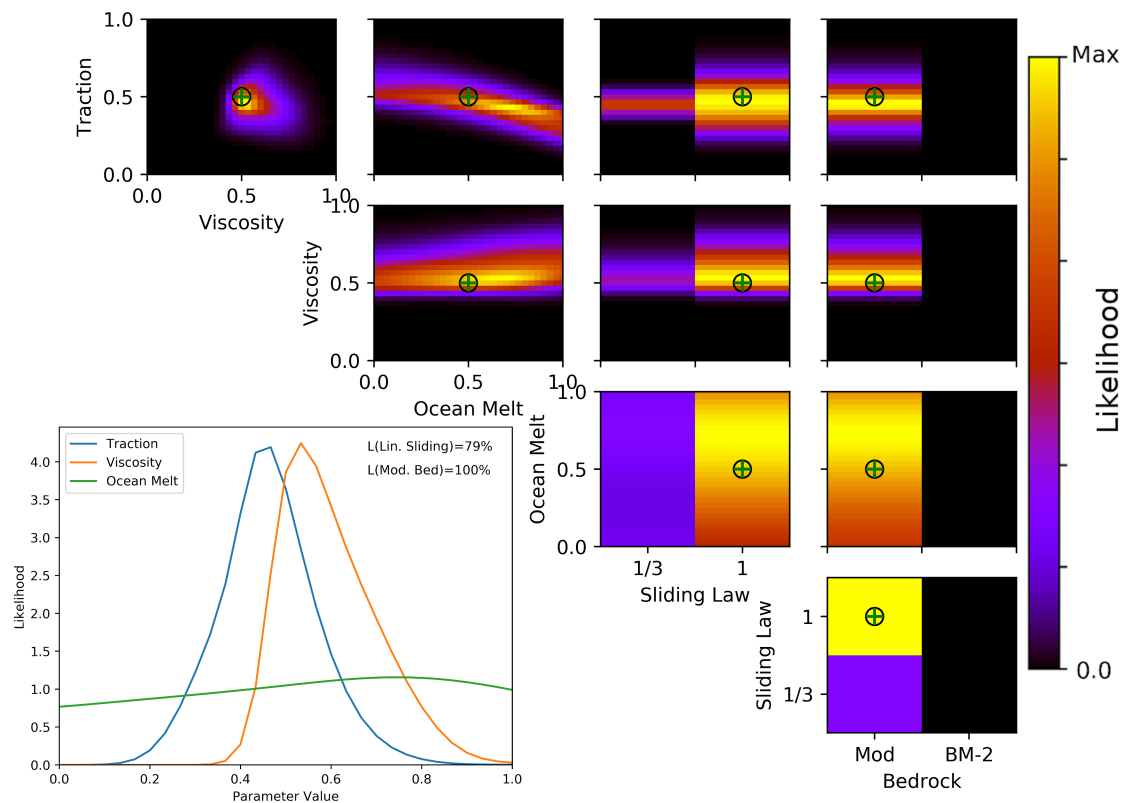 1.0
Traction
0.5
0.0
0.0
0.5
1.0
Viscosity
1.0
Viscosity
0.5
0.0
0.0
0.5
1.0
Ocean Melt
1.0
Ocean Melt
0.5
0.0
1/3
1
Sliding Law
Sliding Law
1
1/3
Mod
BM-2
Bedrock
Max
Likelihood
0.0
Traction
Viscosity
Ocean Melt
L(Lin. Sliding)=79%
L(Mod. Bed)=100%
Likelihood
4.0
3.5
3.0
2.5
2.0
1.5
1.0
0.5
0.0
0.0
0.2
0.4
0.6
0.8
1.0
Parameter Value